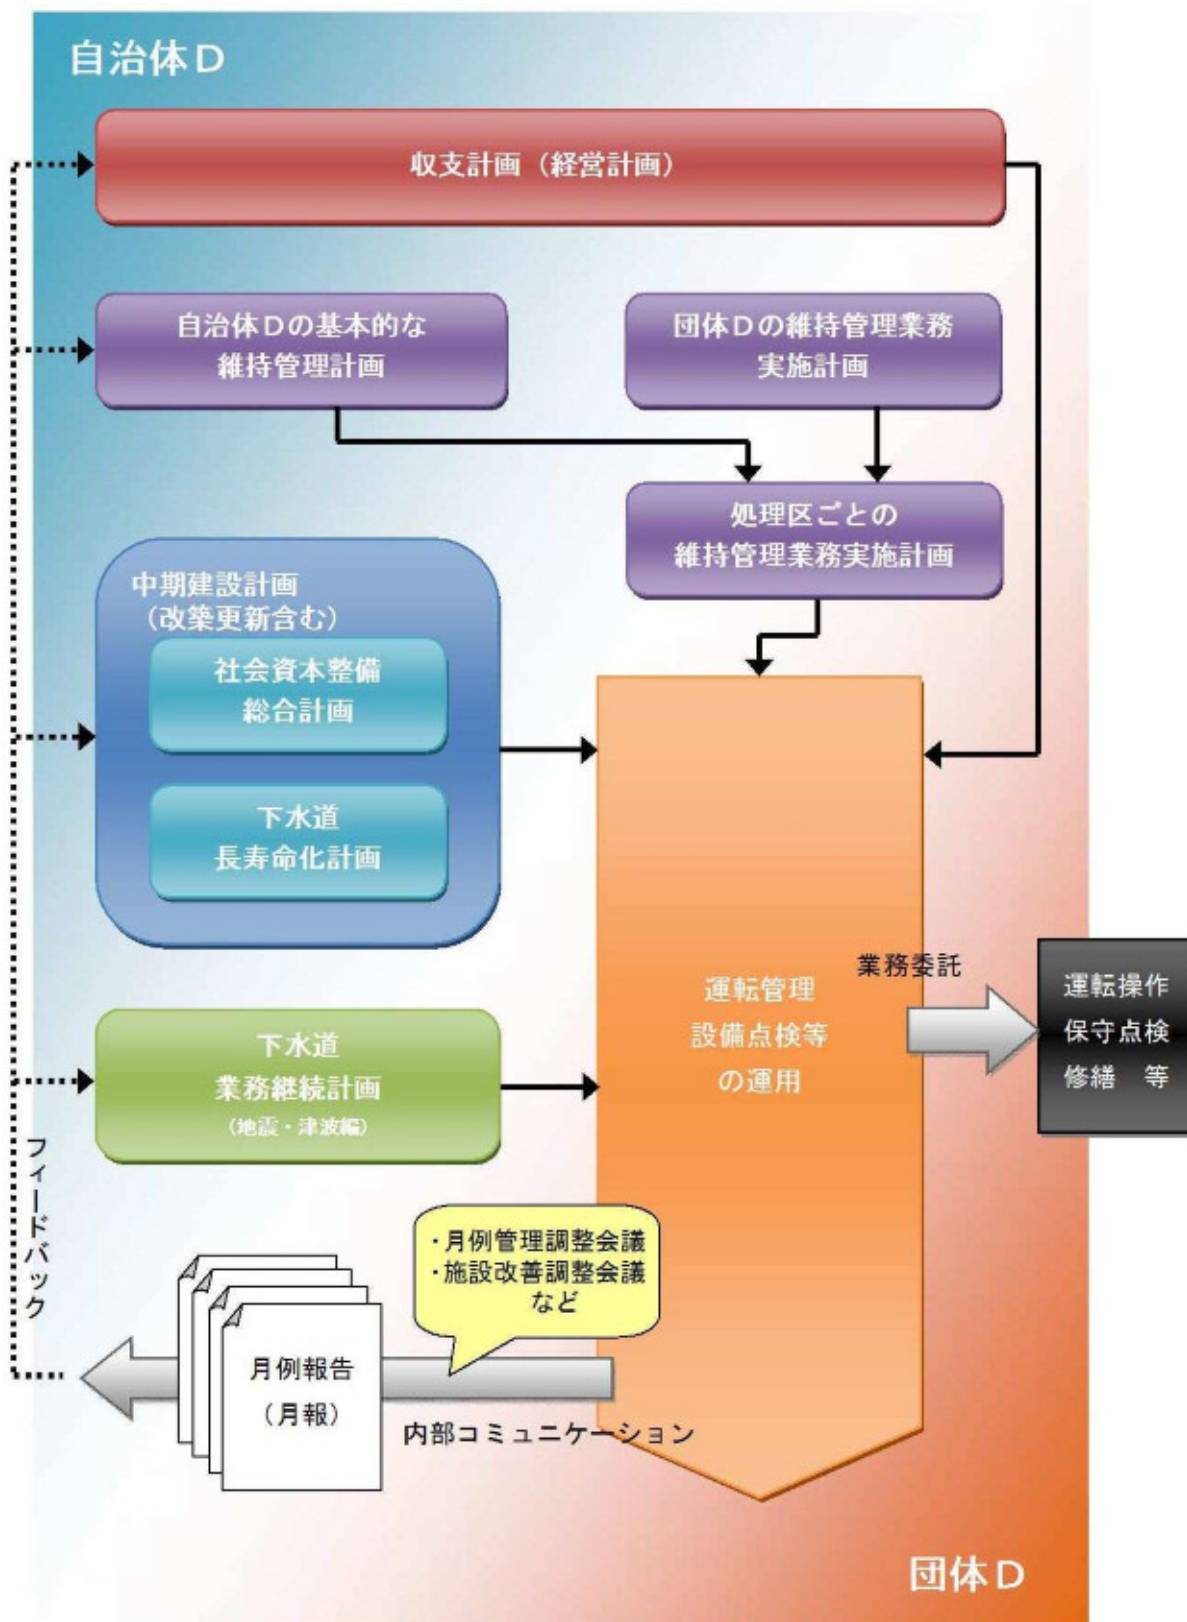 自治体D
収支計画（経営計画）
自治体Dの基本的な
維持管理計画
団体Dの維持管理業務
実施計画
処理区ごとの
維持管理業務実施計画
中期建設計画
（改築更新含む）
社会資本整備
総合計画
下水道
長寿命化計画
下水道
業務継続計画
（地震・津波編）
運転管理
設備点検等
の運用
業務委託
運転操作
保守点検
修繕　等
フィードバック
・月例管理調整会議
・施設改善調整会議
など
月例報告
（月報）
内部コミュニケーション
団体D